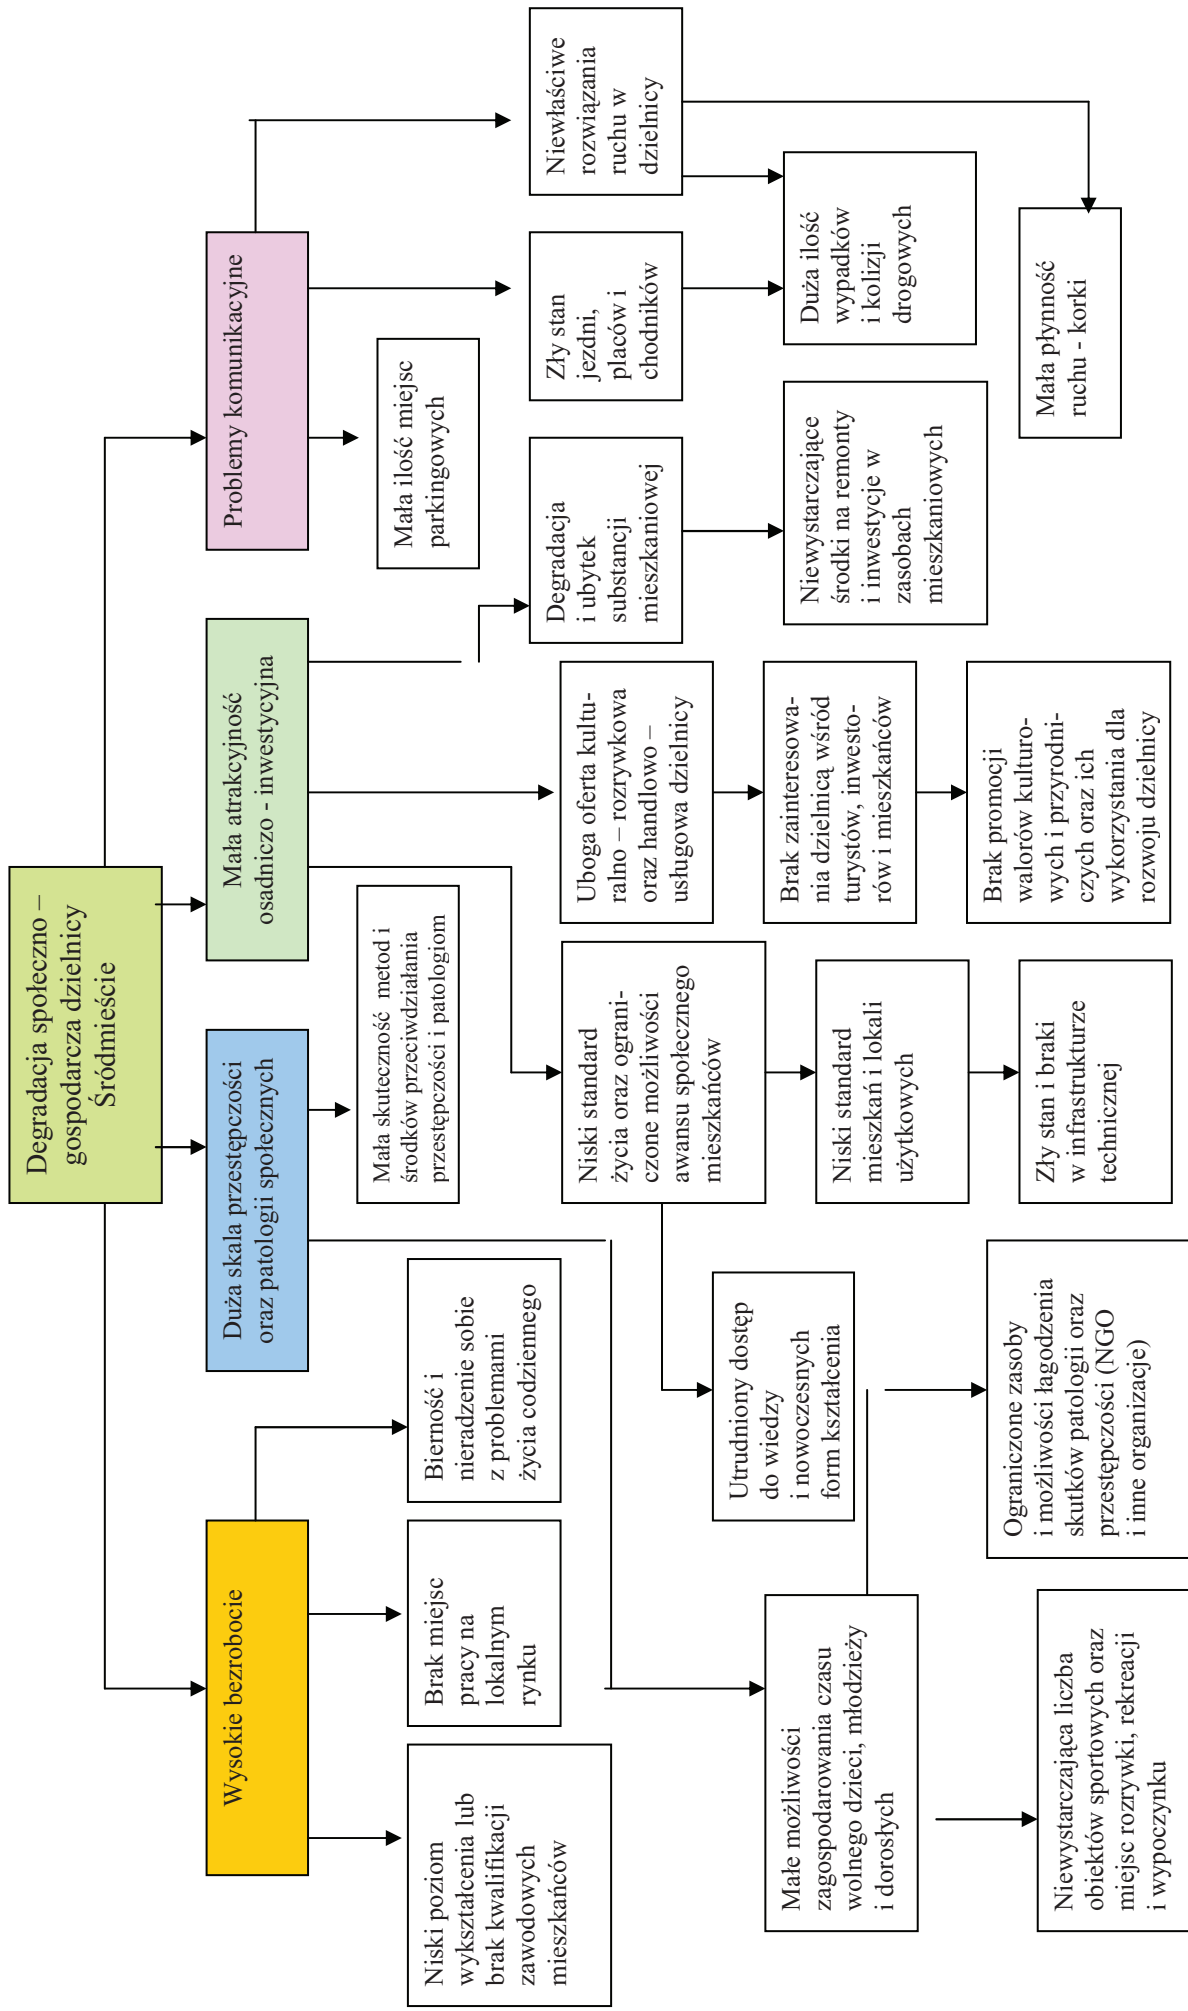 Degradacja społeczno –
gospodarcza dzielnicy
Śródmieście
Wysokie bezrobocie
Duża skala przestępczości
oraz patologii społecznych
Mała atrakcyjność
osadniczo - inwestycyjna
Problemy komunikacyjne
Niski poziom
wykształcenia lub
brak kwalifikacji
zawodowych
mieszkańców
Brak miejsc
pracy na
lokalnym
rynku
Bierność i
nieradzenie sobie
z problemami
życia codziennego
Mała skuteczność metod i
środków przeciwdziałania
przestępczości i patologiom
Mała ilość miejsc
parkingowych
Niski standard
życia oraz ograni-
czone możliwości
awansu społecznego
mieszkańców
Uboga oferta kultu-
ralno – rozrywkowa
oraz handlowo –
usługowa dzielnicy
Degradacja
i ubytek
substancji
mieszkaniowej
Zły stan
jezdni,
placów i
chodników
Niewłaściwe
rozwiązania
ruchu w
dzielnicy
Utrudniony dostęp
do wiedzy
i nowoczesnych
form kształcenia
Małe możliwości
zagospodarowania czasu
wolnego dzieci, młodzieży
i dorosłych
Niski standard
mieszkań i lokali
użytkowych
Brak zainteresowa-
nia dzielnicą wśród
turystów, inwesto-
rów i mieszkańców
Niewystarczające
środki na remonty
i inwestycje w
zasobach
mieszkaniowych
Duża ilość
wypadków
i kolizji
drogowych
Niewystarczająca liczba
obiektów sportowych oraz
miejsc rozrywki, rekreacji
i wypoczynku
Ograniczone zasoby
i możliwości łagodzenia
skutków patologii oraz
przestępczości (NGO
i inne organizacje)
Zły stan i braki
w infrastrukturze
technicznej
Brak promocji
walorów kulturo-
wych i przyrodni-
czych oraz ich
wykorzystania dla
rozwoju dzielnicy
Mała płynność
ruchu - korki